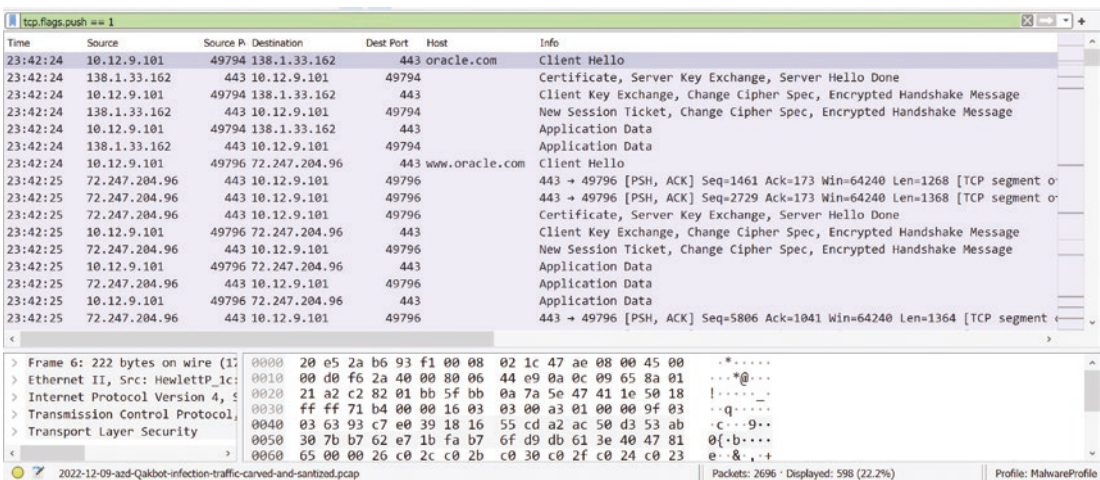 tcp.flags.push == 1
Time Source Source P Destination Dest Port Host Info
23:42:24 10.12.9.101 49794 138.1.33.162 443 oracle.com Client Hello
23:42:24 138.1.33.162 443 10.12.9.101 49794 Certificate, Server Key Exchange, Server Hello Done
23:42:24 10.12.9.101 49794 138.1.33.162 443 Client Key Exchange, Change Cipher Spec, Encrypted Handshake Message
23:42:24 138.1.33.162 443 10.12.9.101 49794 New Session Ticket, Change Cipher Spec, Encrypted Handshake Message
23:42:24 10.12.9.101 49794 138.1.33.162 443 Application Data
23:42:24 138.1.33.162 443 10.12.9.101 49794 Application Data
23:42:24 10.12.9.101 49796 72.247.204.96 443 www.oracle.com Client Hello
23:42:25 72.247.204.96 443 10.12.9.101 49796 443 → 49796 [PSH, ACK] Seq=1461 Ack=173 Win=64240 Len=1268 [TCP segment o
23:42:25 72.247.204.96 443 10.12.9.101 49796 443 → 49796 [PSH, ACK] Seq=2729 Ack=173 Win=64240 Len=1368 [TCP segment o
23:42:25 72.247.204.96 443 10.12.9.101 49796 Certificate, Server Key Exchange, Server Hello Done
23:42:25 10.12.9.101 49796 72.247.204.96 443 Client Key Exchange, Change Cipher Spec, Encrypted Handshake Message
23:42:25 72.247.204.96 443 10.12.9.101 49796 New Session Ticket, Change Cipher Spec, Encrypted Handshake Message
23:42:25 10.12.9.101 49796 72.247.204.96 443 Application Data
23:42:25 72.247.204.96 443 10.12.9.101 49796 Application Data
23:42:25 10.12.9.101 49796 72.247.204.96 443 Application Data
23:42:25 72.247.204.96 443 10.12.9.101 49796 443 → 49796 [PSH, ACK] Seq=5806 Ack=1041 Win=64240 Len=1364 [TCP segment
Frame 6: 222 bytes on wire (17 0000 20 e5 2a b6 93 f1 00 08 02 1c 47 ae 08 00 45 00 ·*·····
Ethernet II, Src: HewlettP_1c: 0010 00 d0 f6 2a 40 00 80 06 44 e9 0a 0c 09 65 8a 01 ···*@···
Internet Protocol Version 4, S 0020 21 a2 c2 82 01 bb 5f bb 0a 7a 5e 47 41 1e 50 18 !·····_·
Transmission Control Protocol, 0030 ff ff 71 b4 00 00 16 03 03 00 a3 01 00 00 9f 03 ··q·····
Transport Layer Security 0040 03 63 93 c7 e0 39 18 16 55 cd a2 ac 50 d3 53 ab ·c···9··
0050 30 7b b7 62 e7 1b fa b7 6f d9 db 61 3e 40 47 81 0{·b····
0060 65 00 00 26 c0 2c c0 2b c0 30 c0 2f c0 24 c0 23 e··&·,·+
2022-12-09-azd-Qakbot-infection-traffic-carved-and-santized.pcap Packets: 2696 · Displayed: 598 (22.2%) Profile: MalwareProfile